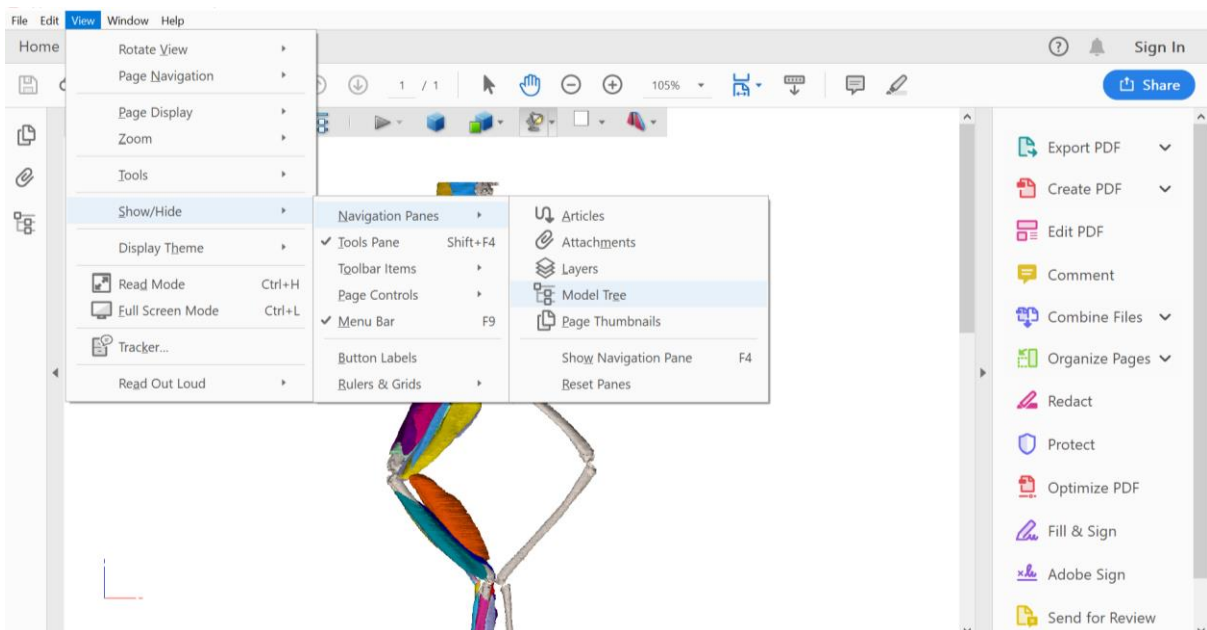 File Edit View Window Help
Home
Sign In
1 / 1
105%
Share
Rotate View
Page Navigation
Page Display
Zoom
Tools
Show/Hide
Display Theme
Read Mode Ctrl+H
Full Screen Mode Ctrl+L
Tracker...
Read Out Loud
Navigation Panes
Tools Pane Shift+F4
Toolbar Items
Page Controls
Menu Bar F9
Button Labels
Rulers & Grids
Articles
Attachments
Layers
Model Tree
Page Thumbnails
Show Navigation Pane F4
Reset Panes
Export PDF
Create PDF
Edit PDF
Comment
Combine Files
Organize Pages
Redact
Protect
Optimize PDF
Fill & Sign
Adobe Sign
Send for Review